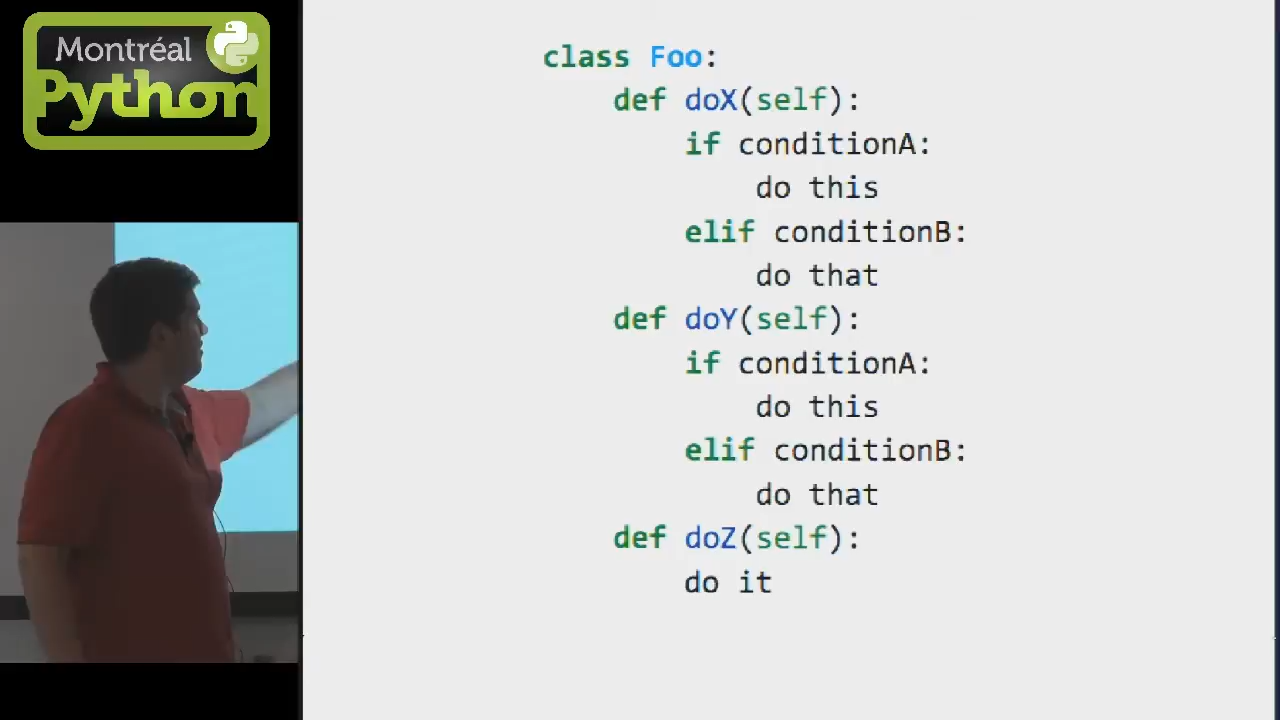 Montréal
Python
class Foo:
    def doX(self):
        if conditionA:
            do this
        elif conditionB:
            do that
    def doY(self):
        if conditionA:
            do this
        elif conditionB:
            do that
    def doZ(self):
        do it